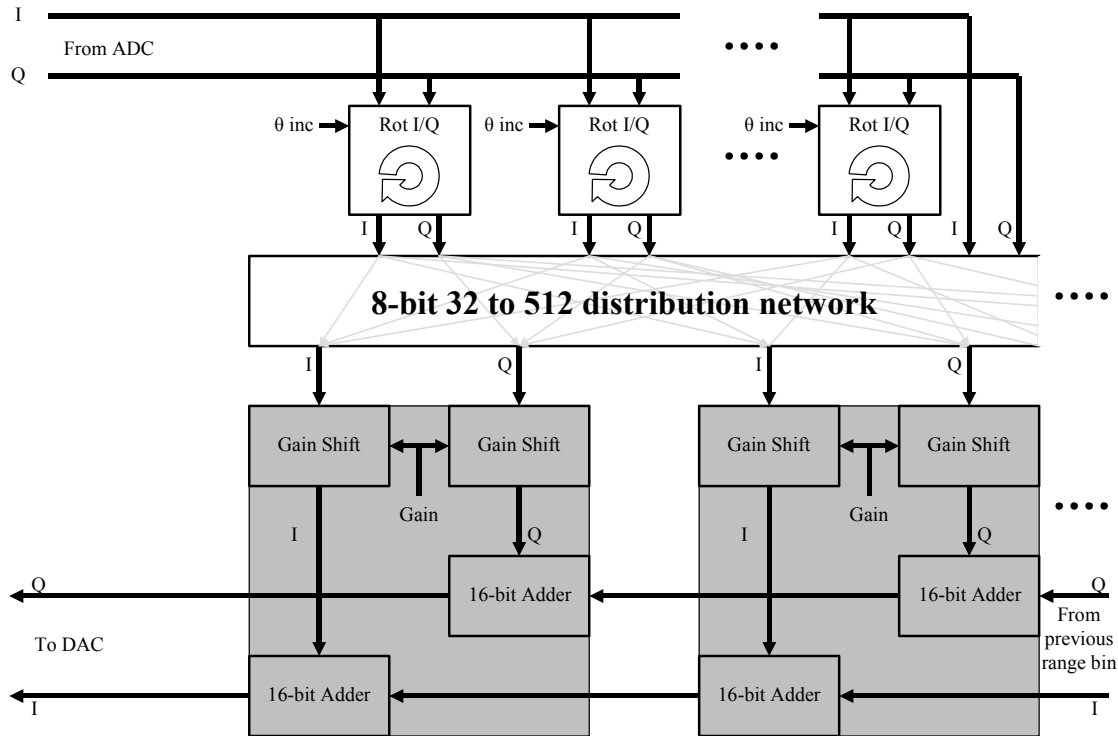 I
From ADC
Q
θ inc
Rot I/Q
θ inc
Rot I/Q
θ inc
Rot I/Q
I
Q
I
Q
I
Q
I
Q
8-bit 32 to 512 distribution network
I
Q
I
Q
Gain Shift
Gain Shift
Gain Shift
Gain Shift
Gain
Gain
I
Q
I
Q
Q
16-bit Adder
16-bit Adder
Q
To DAC
From
previous
range bin
16-bit Adder
16-bit Adder
I
I